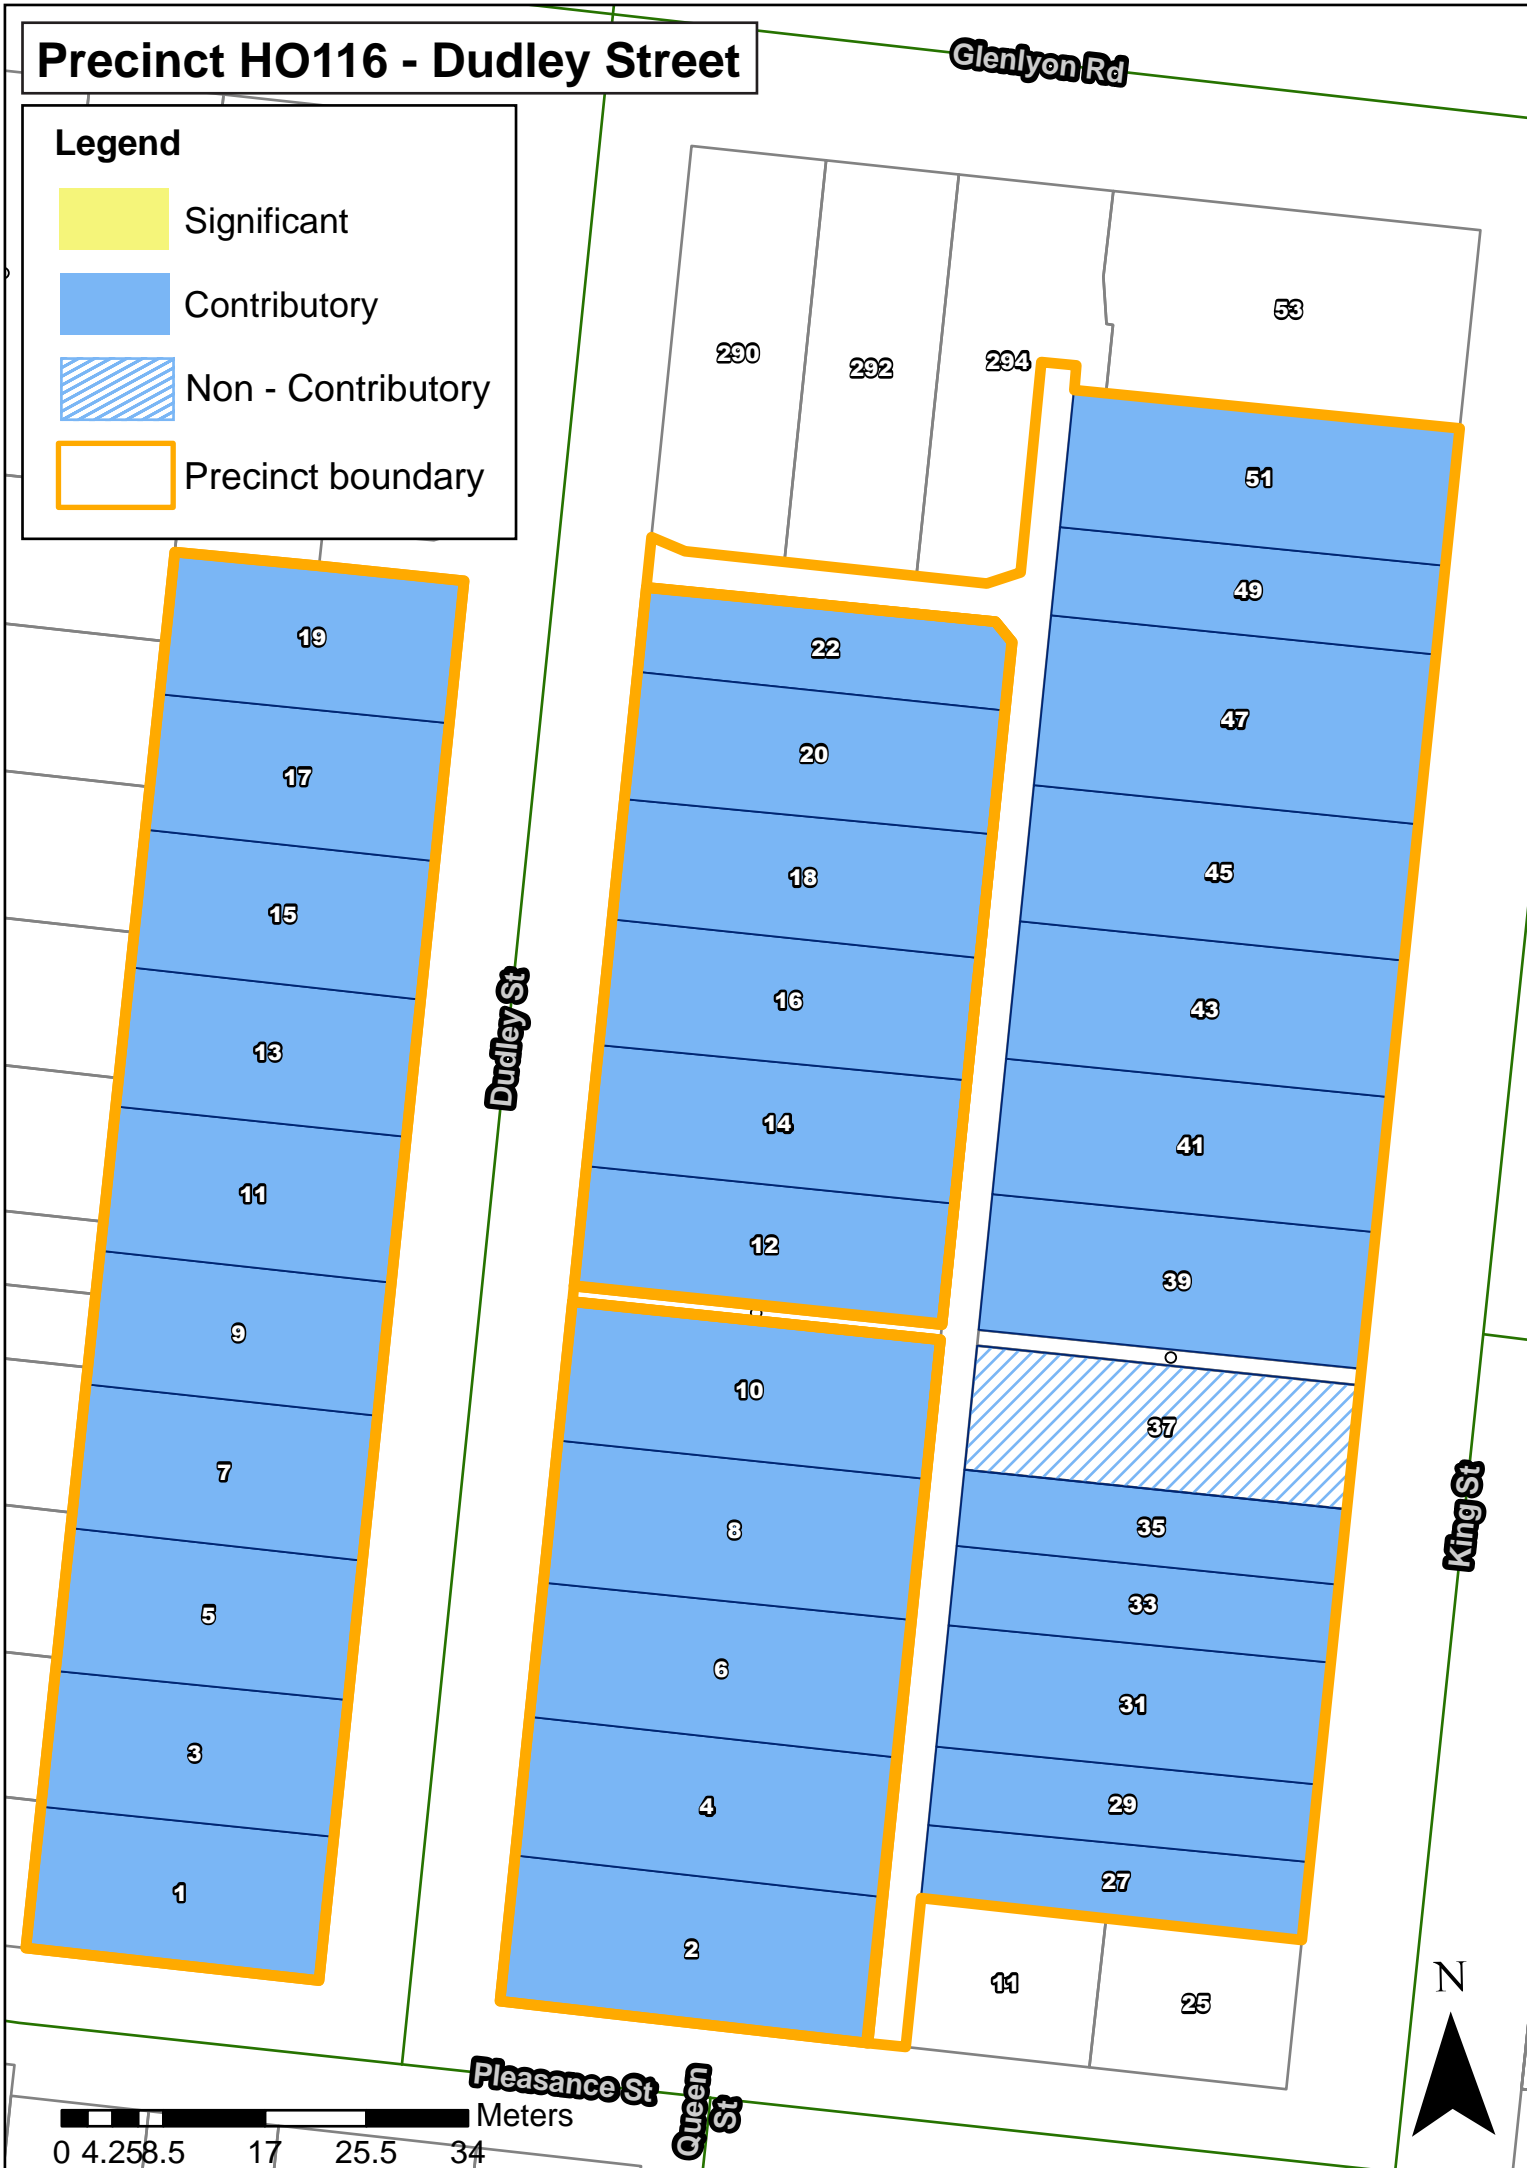 Precinct HO116 - Dudley Street
Glenlyon Rd
Legend
Significant
Contributory
Non - Contributory
Precinct boundary
53
290
292
294
51
49
19
22
47
20
17
45
18
15
16
43
13
Dudley St
14
41
11
12
39
9
10
37
7
King St
8
35
5
33
6
31
3
4
29
27
1
2
11
25
N
Pleasance St
Queen
St
Meters
0 4.25 8.5 17 25.5 34